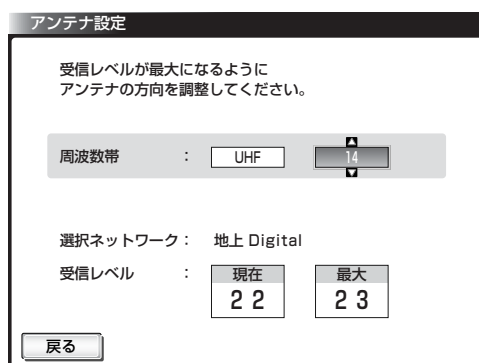 アンテナ設定
受信レベルが最大になるように
アンテナの方向を調整してください。
周波数帯 : UHF 14
選択ネットワーク : 地上 Digital
受信レベル : 現在 最大
22 23
戻る